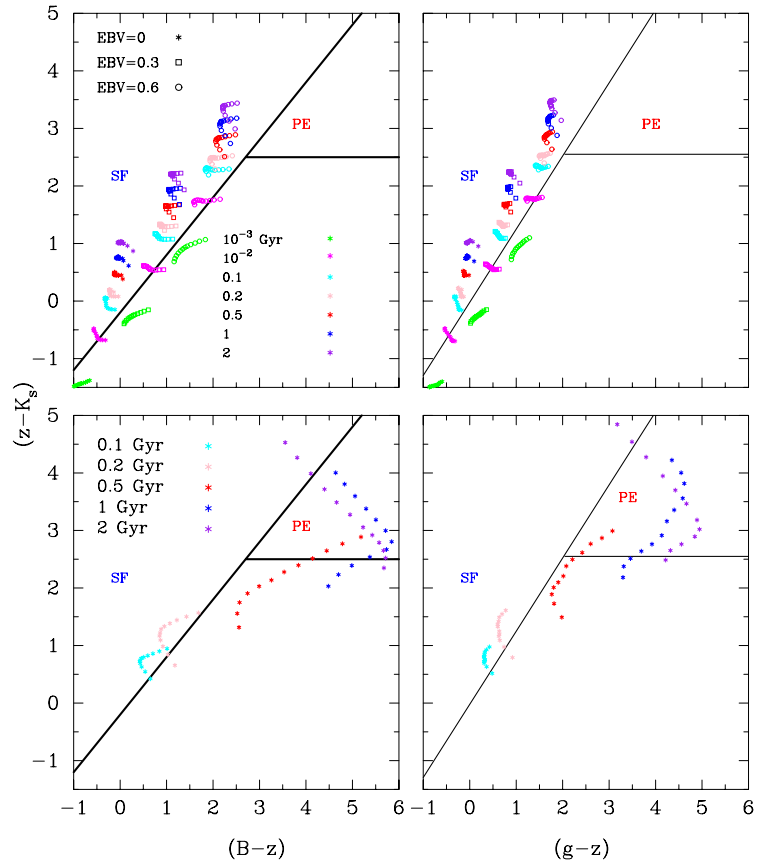 5
4
3
2
1
0
−1
EBV=0
EBV=0.3
EBV=0.6
SF
PE
10⁻³ Gyr
10⁻²
0.1
0.2
0.5
1
2
SF
PE
(z−Kₛ)
5
4
3
2
1
0
−1
0.1 Gyr
0.2 Gyr
0.5 Gyr
1 Gyr
2 Gyr
SF
PE
SF
PE
−1 0 1 2 3 4 5 6
−1 0 1 2 3 4 5 6
(B−z)
(g−z)